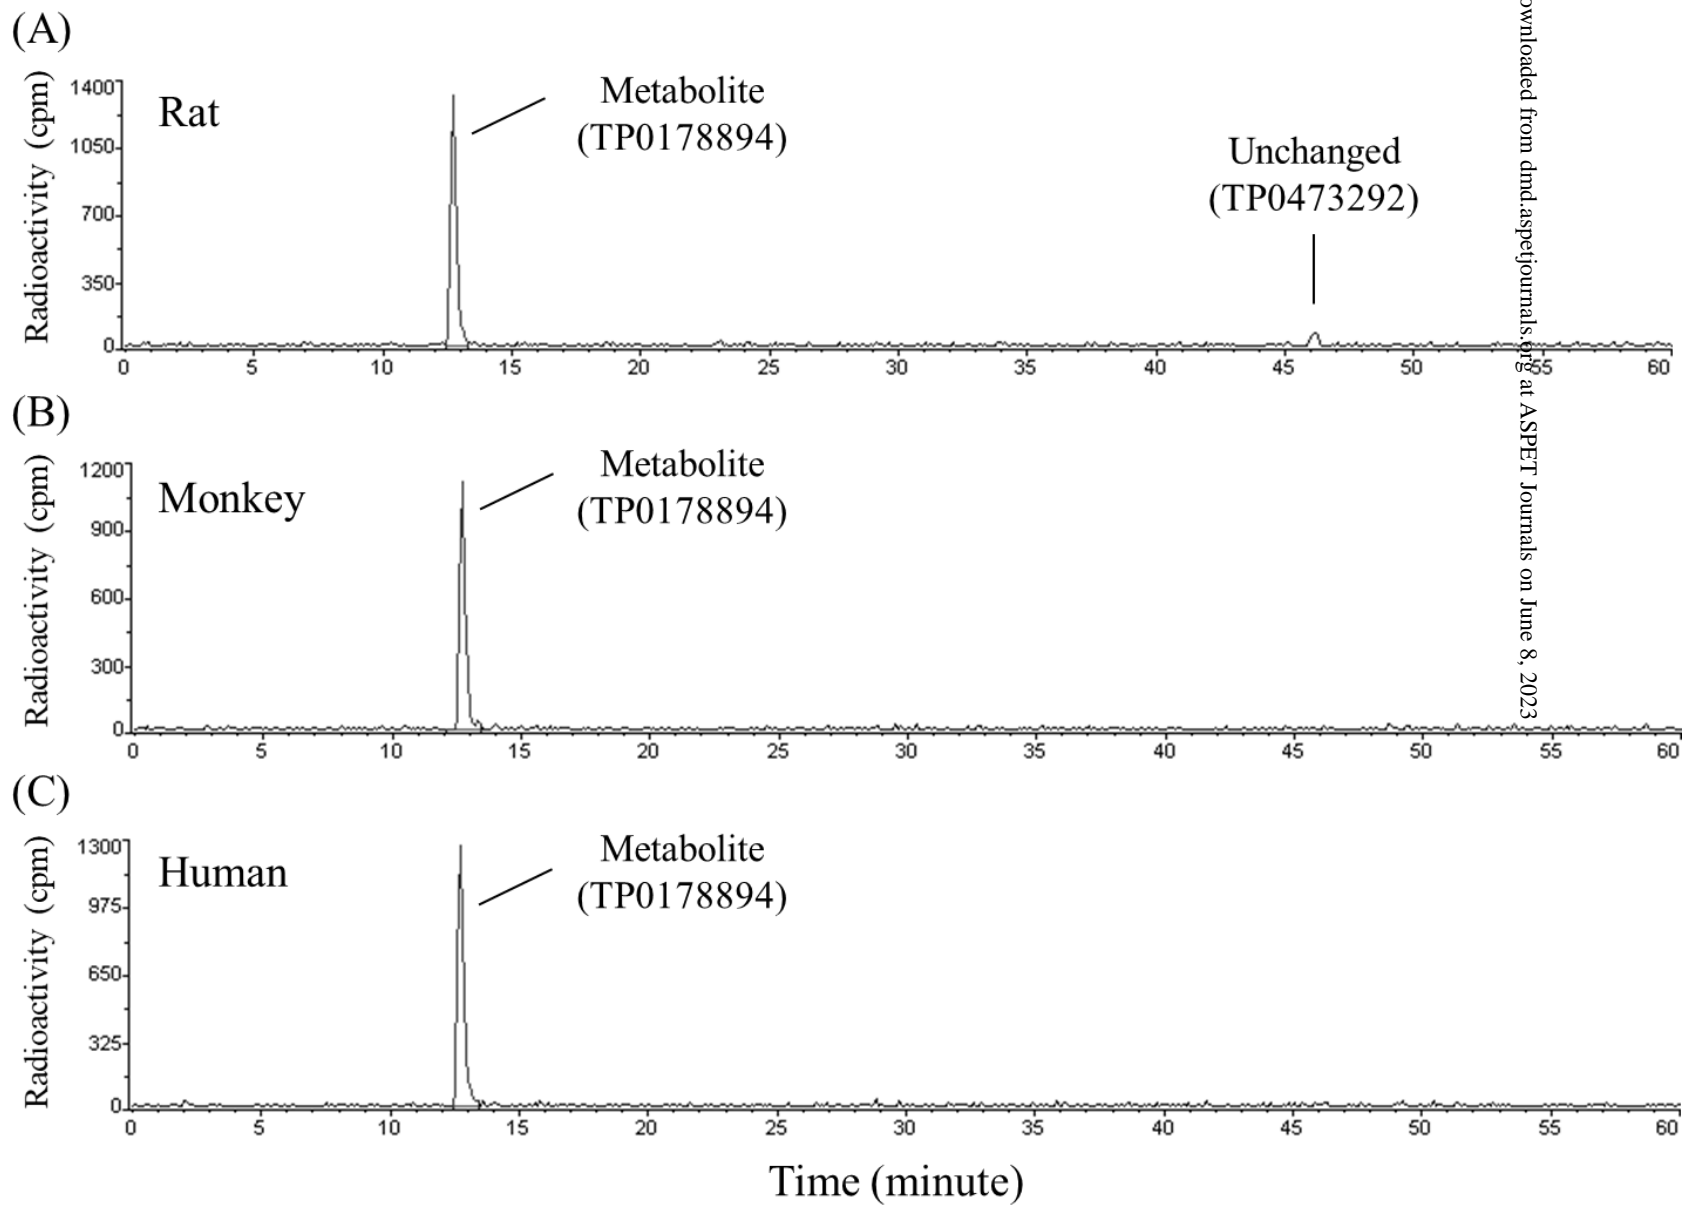 (A)
Rat
Metabolite
(TP0178894)
Unchanged
(TP0473292)
Radioactivity (cpm)
1400
1050
700
350
0
0 5 10 15 20 25 30 35 40 45 50 55 60
(B)
Monkey
Metabolite
(TP0178894)
Radioactivity (cpm)
1200
900
600
300
0
0 5 10 15 20 25 30 35 40 45 50 55 60
(C)
Human
Metabolite
(TP0178894)
Radioactivity (cpm)
1300
975
650
325
0
0 5 10 15 20 25 30 35 40 45 50 55 60
Time (minute)
ownloaded from dmd.aspetjournals.org at ASPET Journals on June 8, 2023